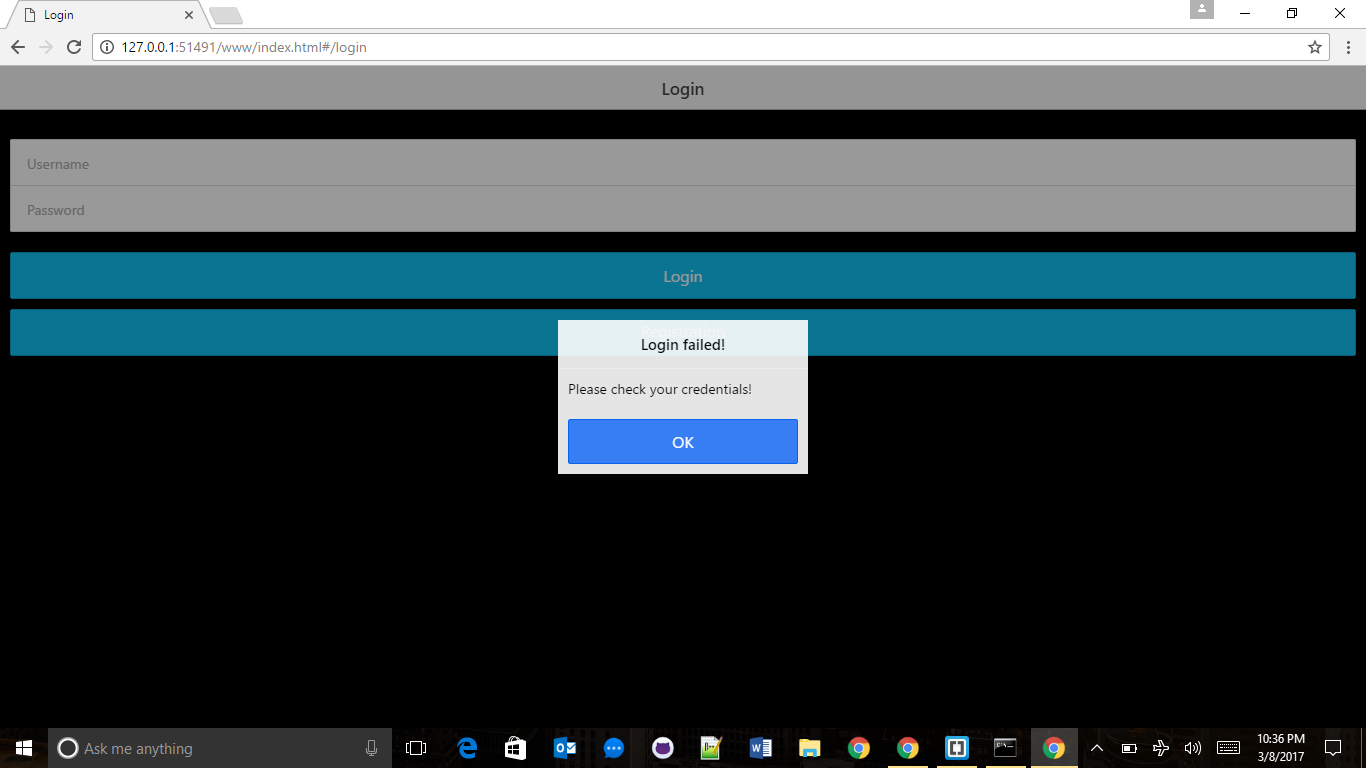 Login
127.0.0.1:51491/www/index.html#/login
Login
Username
Password
Login
Registration
Login failed!
Please check your credentials!
OK
Ask me anything
10:36 PM
3/8/2017